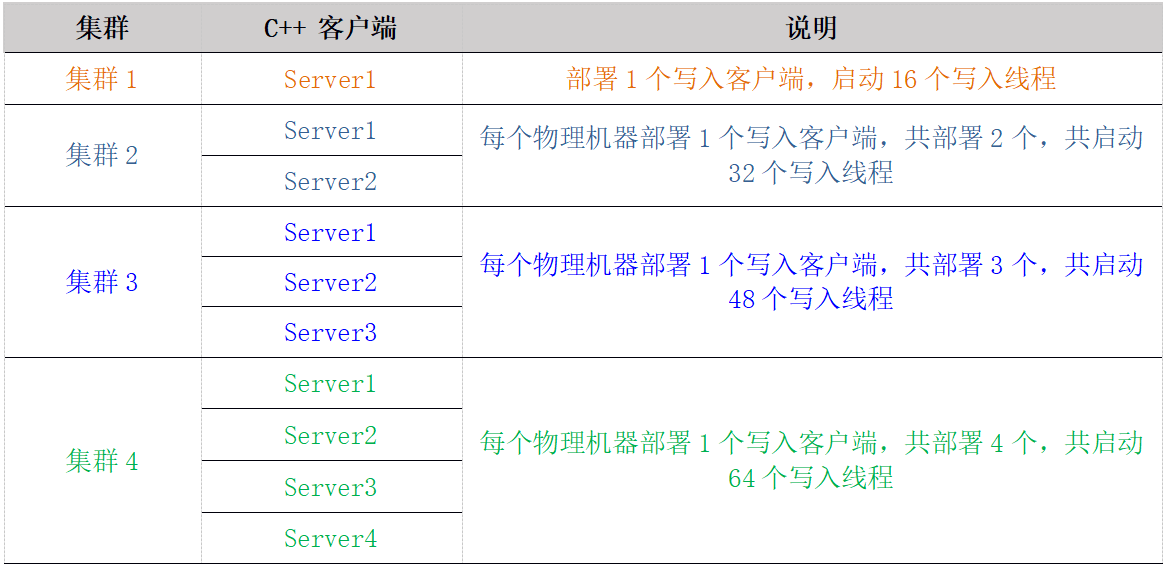 集群 C++ 客户端 说明
集群 1 Server1 部署 1 个写入客户端，启动 16 个写入线程
集群 2
Server1
Server2
每个物理机器部署 1 个写入客户端，共部署 2 个，共启动
32 个写入线程
集群 3
Server1
Server2
Server3
每个物理机器部署 1 个写入客户端，共部署 3 个，共启动
48 个写入线程
集群 4
Server1
Server2
Server3
Server4
每个物理机器部署 1 个写入客户端，共部署 4 个，共启动
64 个写入线程